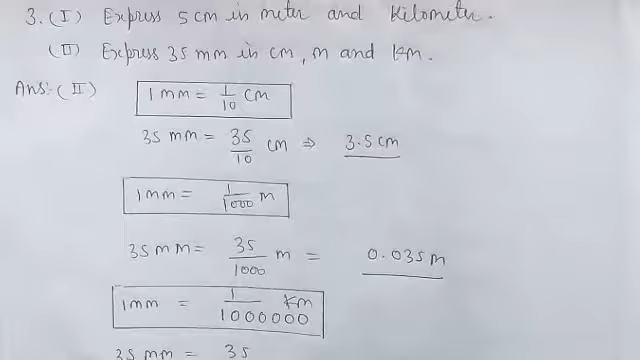 3. (I) Express 5 cm in meter and Kilometer.
(II) Express 35 mm in cm, m and Km.
Ans:- (II)
1 mm = 1/10 cm
35 mm = 35/10 cm ⇒ 3.5 cm
1 mm = 1/1000 m
35 mm = 35/1000 m = 0.035 m
1 mm = 1/1000000 Km
35 mm = 35